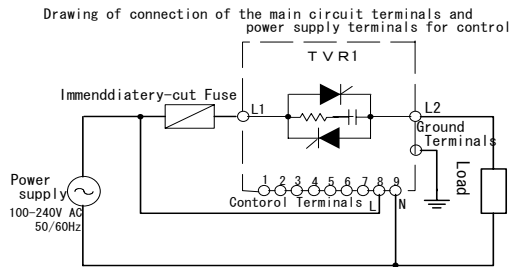 Drawing of connection of the main circuit terminals and
power supply terminals for control
TVR1
Immenddiatery-cut Fuse
L1
L2
Ground
Terminals
1 2 3 4 5 6 7 8 9
Contorol Terminals
L
N
Power
supply
100-240V AC
50/60Hz
Load